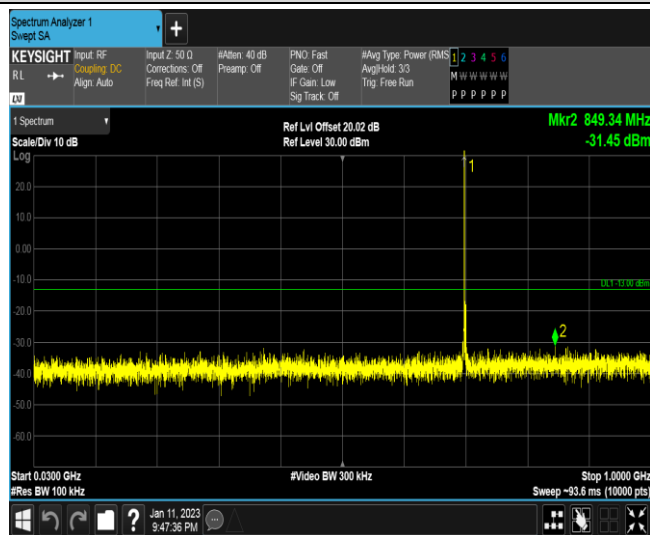 Spectrum Analyzer 1
Swept SA
+
KEYSIGHT
RL
LXI
Input: RF
Coupling: DC
Align: Auto
Input Z: 50 Ω
Corrections: Off
Freq Ref: Int (S)
#Atten: 40 dB
Preamp: Off
PNO: Fast
Gate: Off
IF Gain: Low
Sig Track: Off
#Avg Type: Power (RMS
Avg|Hold: 3/3
Trig: Free Run
1 2 3 4 5 6
M W W W W W
P P P P P P
1 Spectrum
Scale/Div 10 dB
Log
Ref Lvl Offset 20.02 dB
Ref Level 30.00 dBm
Mkr2 849.34 MHz
-31.45 dBm
1
20.0
10.0
0.00
-10.0
DL1 -13.00 dBm
-20.0
-30.0
2
-40.0
-50.0
-60.0
Start 0.0300 GHz
#Res BW 100 kHz
#Video BW 300 kHz
Stop 1.0000 GHz
Sweep ~93.6 ms (10000 pts)
?
Jan 11, 2023
9:47:36 PM